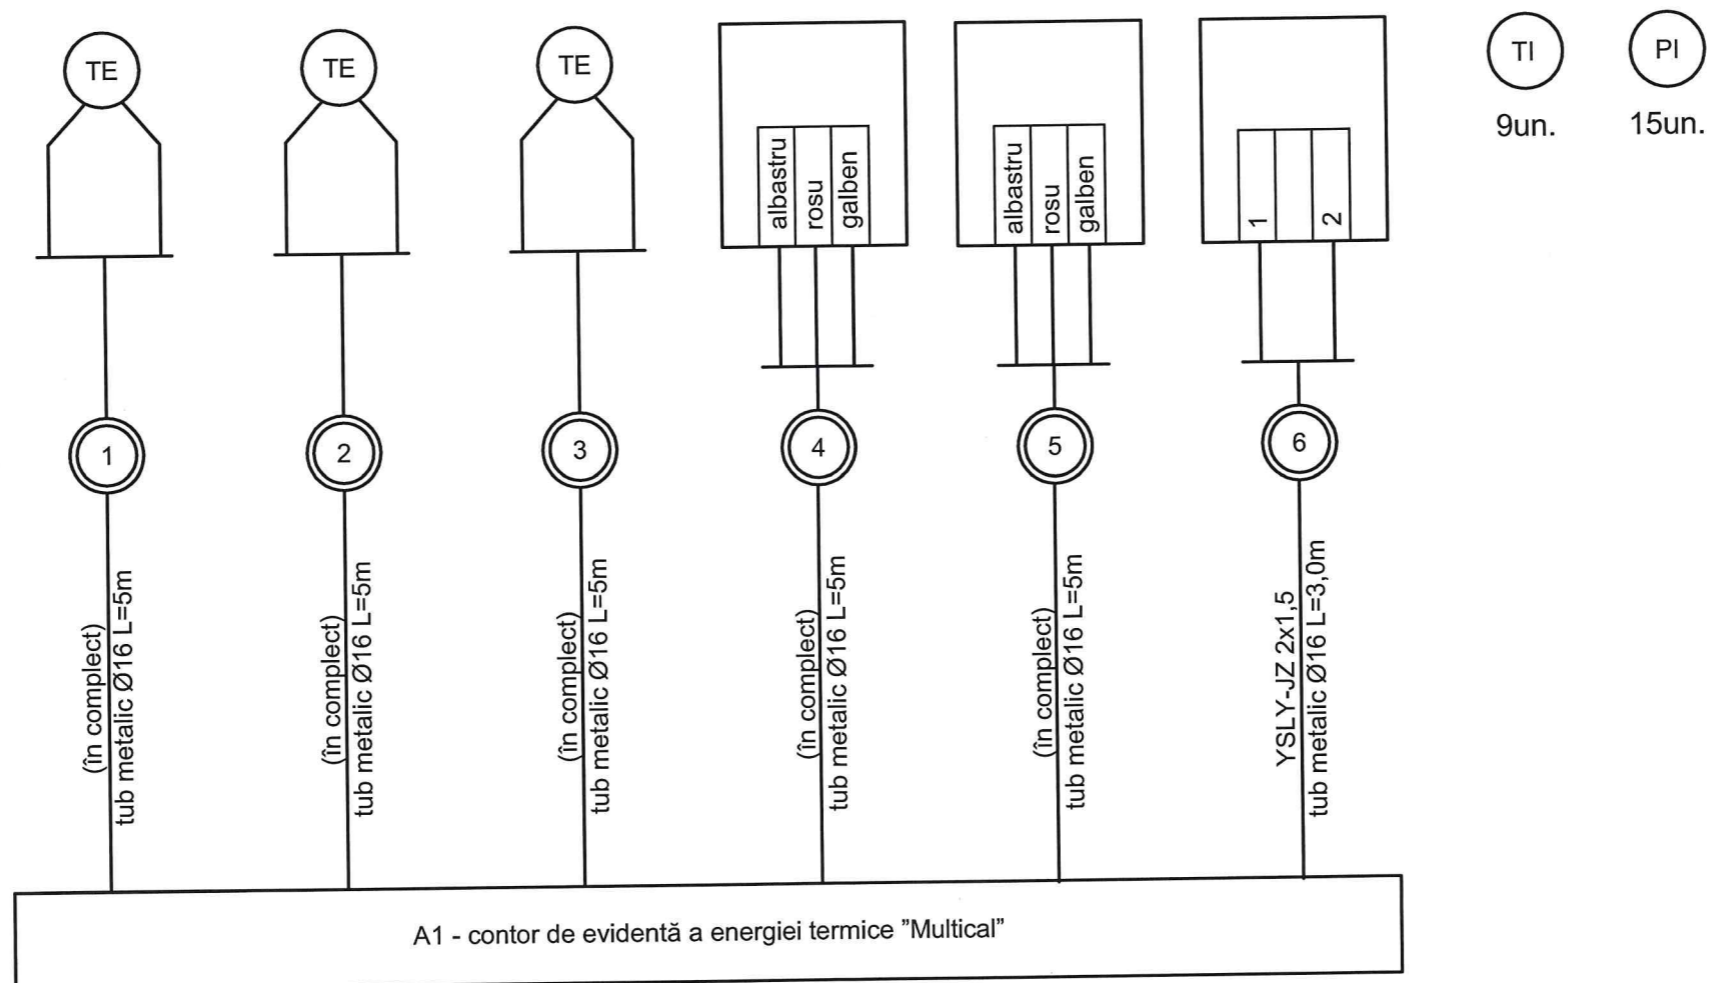 TE
TE
TE
TI
PI
9un.
15un.
albastru
rosu
galben
albastru
rosu
galben
1
2
1
2
3
4
5
6
(în complect)
tub metalic Ø16 L=5m
(în complect)
tub metalic Ø16 L=5m
(în complect)
tub metalic Ø16 L=5m
(în complect)
tub metalic Ø16 L=5m
(în complect)
tub metalic Ø16 L=5m
YSLY-JZ 2x1,5
tub metalic Ø16 L=3,0m
A1 - contor de evidentă a energiei termice ”Multical”